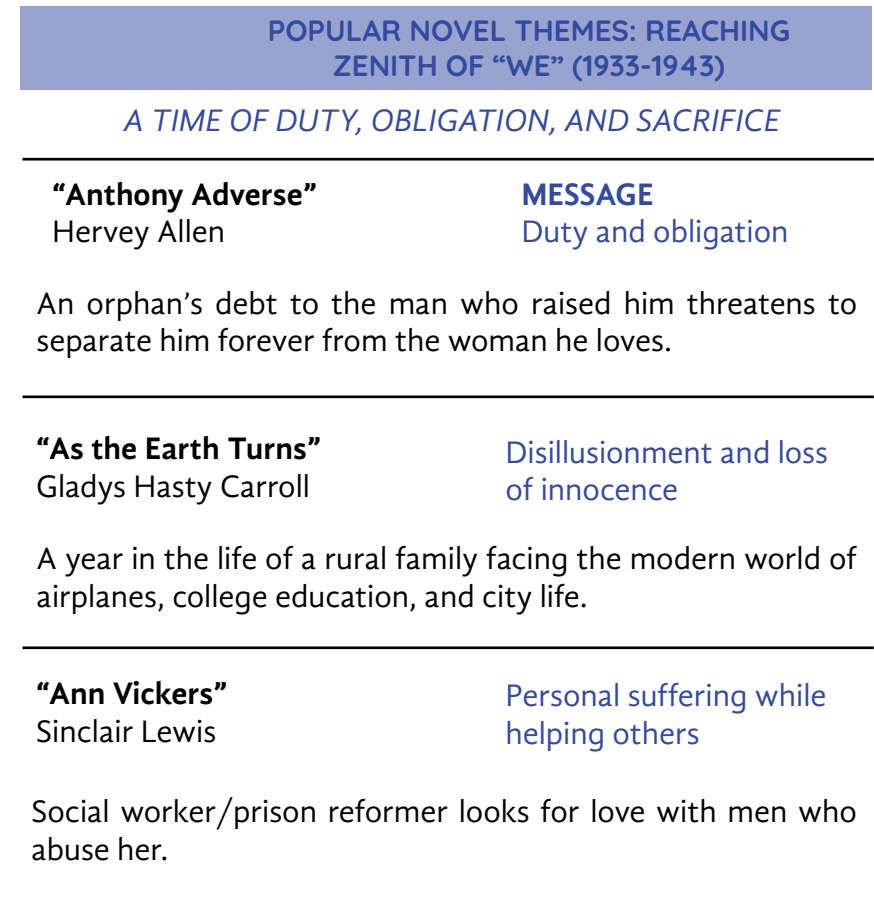 POPULAR NOVEL THEMES: REACHING
ZENITH OF “WE” (1933-1943)
A TIME OF DUTY, OBLIGATION, AND SACRIFICE
“Anthony Adverse”
Hervey Allen
MESSAGE
Duty and obligation
An orphan’s debt to the man who raised him threatens to
separate him forever from the woman he loves.
“As the Earth Turns”
Gladys Hasty Carroll
Disillusionment and loss
of innocence
A year in the life of a rural family facing the modern world of
airplanes, college education, and city life.
“Ann Vickers”
Sinclair Lewis
Personal suffering while
helping others
Social worker/prison reformer looks for love with men who
abuse her.